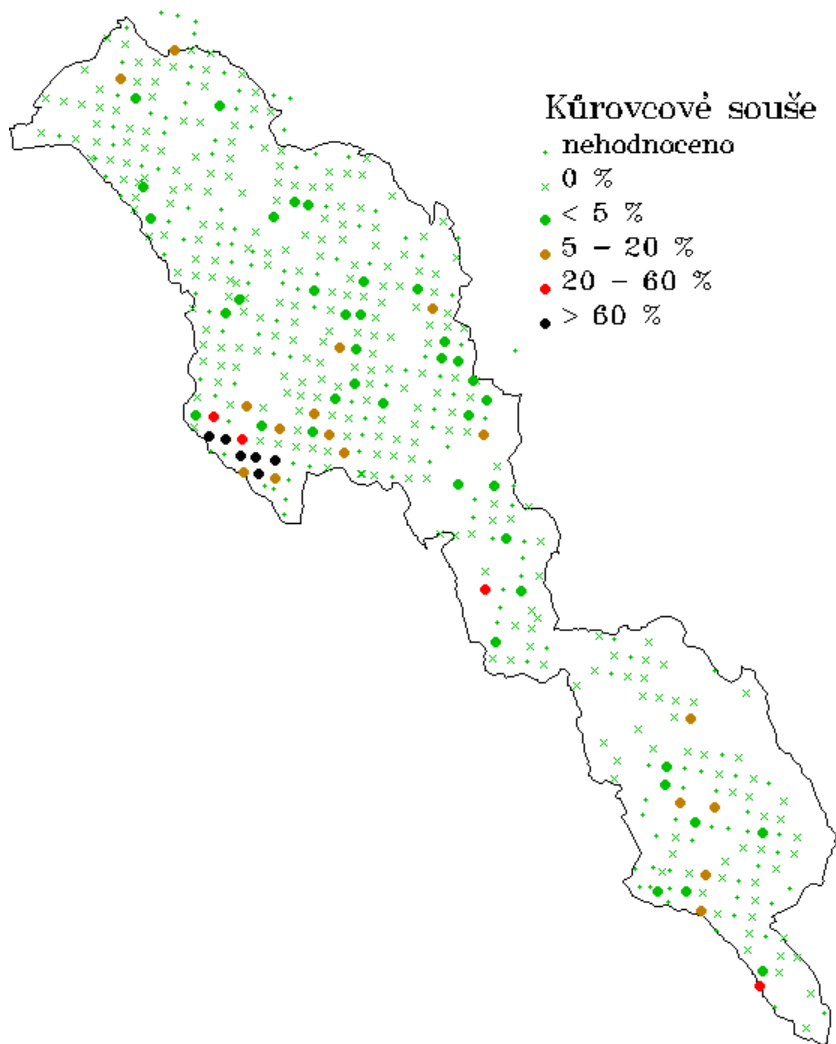 Kůrovcové souše
nehodnoceno
0 %
< 5 %
5 – 20 %
20 – 60 %
> 60 %